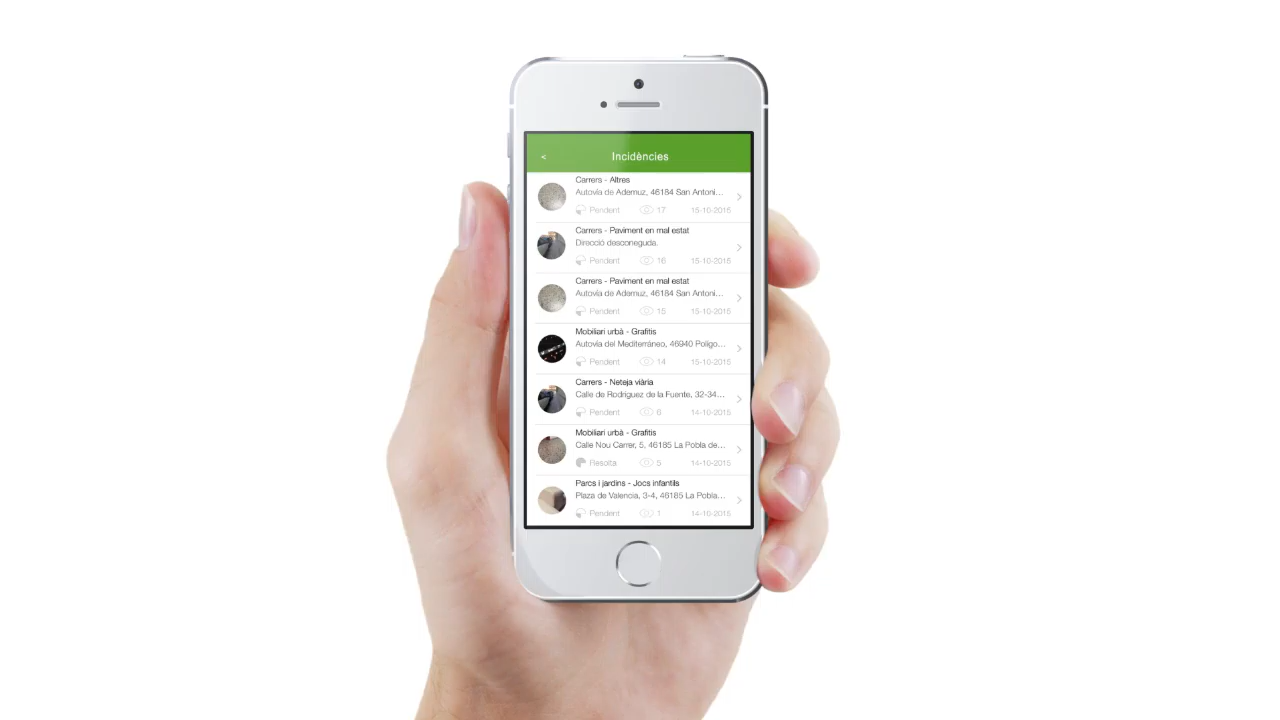 < Incidències
Carrers - Altres
Autovía de Ademuz, 46184 San Antoni...
Pendent 17 15-10-2015
Carrers - Paviment en mal estat
Direcció desconeguda.
Pendent 16 15-10-2015
Carrers - Paviment en mal estat
Autovía de Ademuz, 46184 San Antoni...
Pendent 15 15-10-2015
Mobiliari urbà - Grafitis
Autovía del Mediterráneo, 46940 Polígo...
Pendent 14 15-10-2015
Carrers - Neteja viària
Calle de Rodriguez de la Fuente, 32-34...
Pendent 6 14-10-2015
Mobiliari urbà - Grafitis
Calle Nou Carrer, 5, 46185 La Pobla de...
Resolta 5 14-10-2015
Parcs i jardins - Jocs infantils
Plaza de Valencia, 3-4, 46185 La Pobla...
Pendent 1 14-10-2015